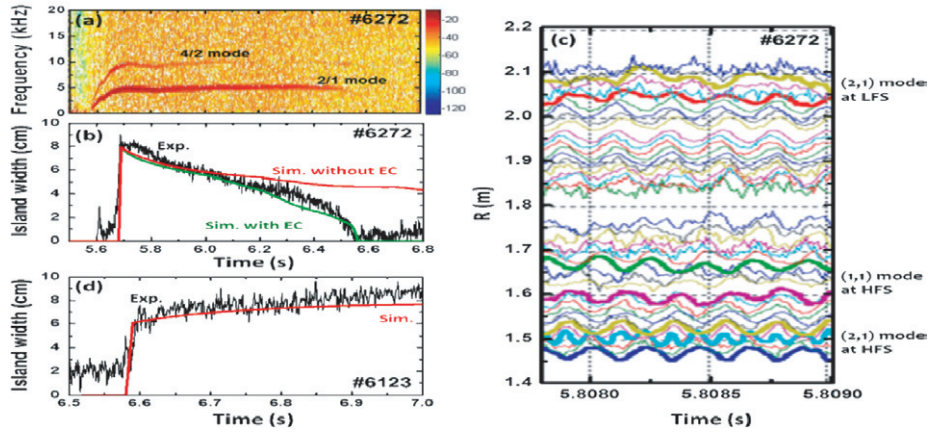 (a)
#6272
Frequency (kHz)
20
15
10
5
0
4/2 mode
2/1 mode
-20
-40
-60
-80
-100
-120
(b)
#6272
Island width (cm)
10
8
6
4
2
0
Exp.
Sim. without EC
Sim. with EC
5.6
5.8
6.0
6.2
6.4
6.6
6.8
Time (s)
(d)
Island width (cm)
10
8
6
4
2
0
Exp.
Sim.
#6123
6.5
6.6
6.7
6.8
6.9
7.0
Time (s)
(c)
#6272
R (m)
2.2
2.1
2.0
1.9
1.8
1.7
1.6
1.5
1.4
(2,1) modes
at LFS
(1,1) mode
at HFS
(2,1) modes
at HFS
5.8080
5.8085
5.8090
Time (s)